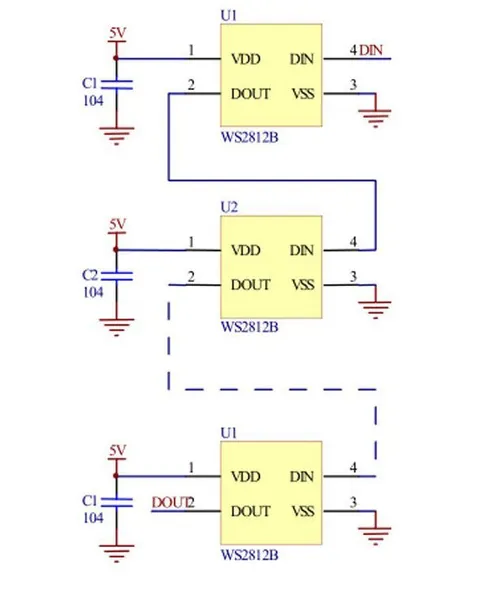 U1
5V
1 VDD DIN 4 DIN
C1
104
2 DOUT VSS 3
WS2812B
U2
5V
1 VDD DIN 4
C2
104
2 DOUT VSS 3
WS2812B
U1
5V
1 VDD DIN 4
C1
104
DOUT 2 DOUT VSS 3
WS2812B